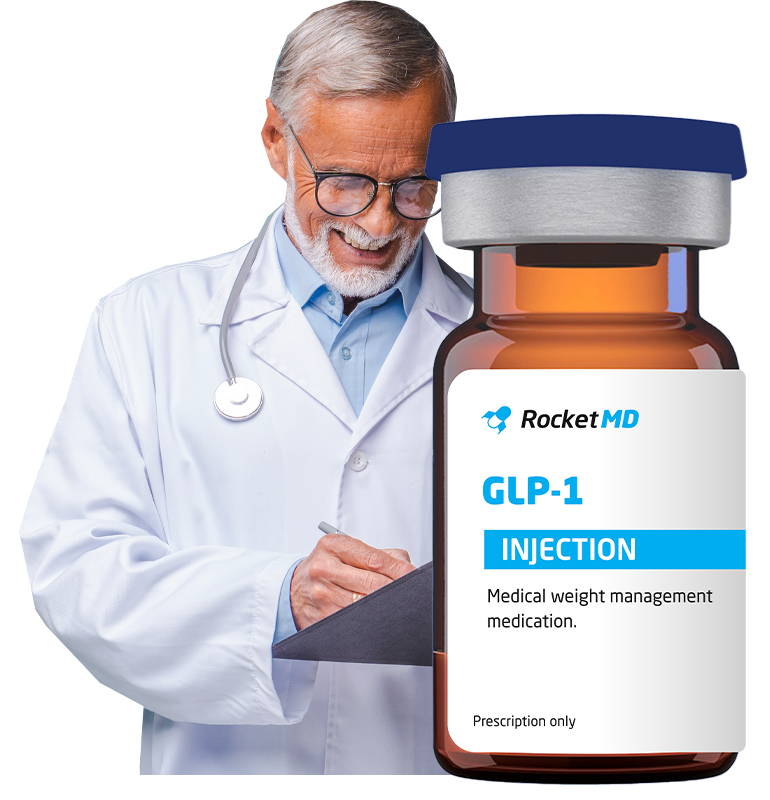 RocketMD
GLP-1
INJECTION
Medical weight management
medication.
Prescription only